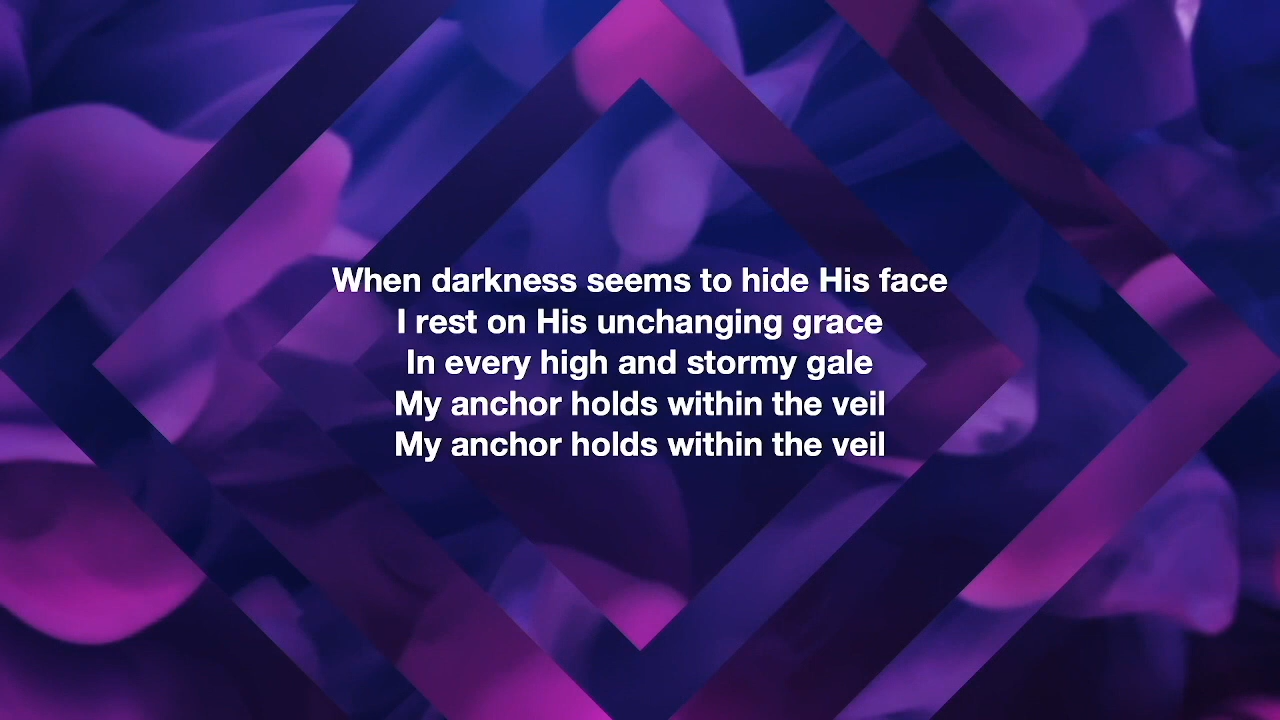 When darkness seems to hide His face
I rest on His unchanging grace
In every high and stormy gale
My anchor holds within the veil
My anchor holds within the veil